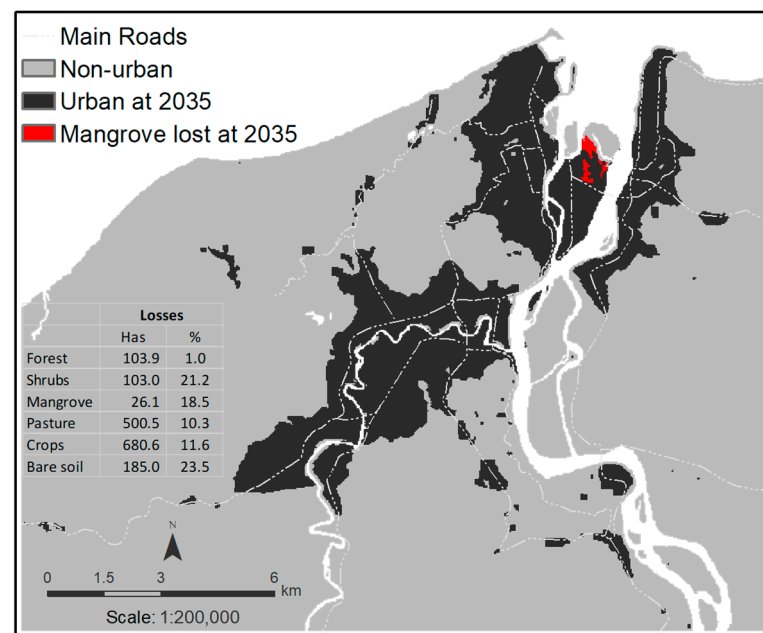 Main Roads
Non-urban
Urban at 2035
Mangrove lost at 2035
Losses
Has %
Forest 103.9 1.0
Shrubs 103.0 21.2
Mangrove 26.1 18.5
Pasture 500.5 10.3
Crops 680.6 11.6
Bare soil 185.0 23.5
N
0 1.5 3 6
km
Scale: 1:200,000